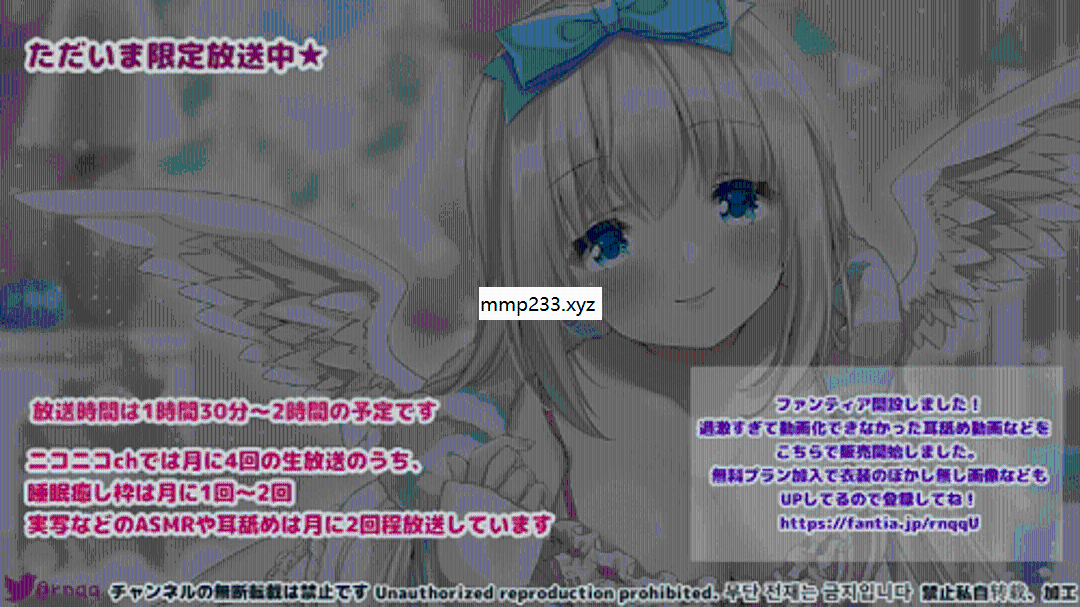 ただいま限定放送中★
mmp233.xyz
放送時間は1時間30分～2時間の予定です
ニコニコchでは月に4回の生放送のうち、
睡眠癒し枠は月に1回～2回
実写などのASMRや耳舐めは月に2回程放送しています
ファンティア開設しました！
過激すぎて動画化できなかった耳舐め動画などを
こちらで販売開始しました。
無料プラン加入で衣装のぼかし無し画像なども
UPしてるので登録してね！
https://fantia.jp/rnqqU
@rnqq チャンネルの無断転載は禁止です Unauthorized reproduction prohibited. 무단 전재는 금지입니다 禁止私自转载、加工